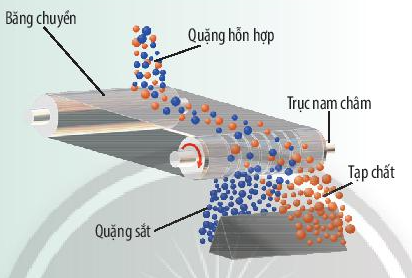 Băng chuyền
Quặng hỗn hợp
Trục nam châm
Tạp chất
Quặng sắt